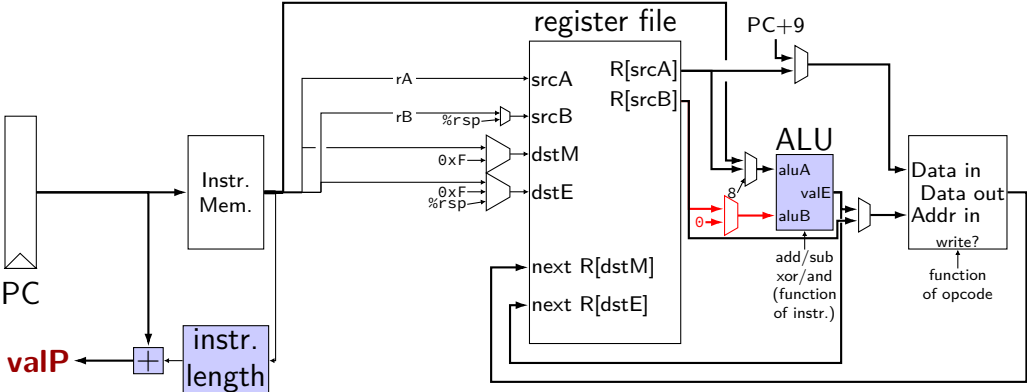 register file
PC+9
rA
srcA
R[srcA]
R[srcB]
rB
%rsp
srcB
ALU
0xF
dstM
Instr.
Mem.
0xF
%rsp
dstE
8
aluA
valE
0
aluB
Data in
Data out
Addr in
write?
add/sub
xor/and
(function
of instr.)
function
of opcode
next R[dstM]
next R[dstE]
PC
valP
+
instr.
length